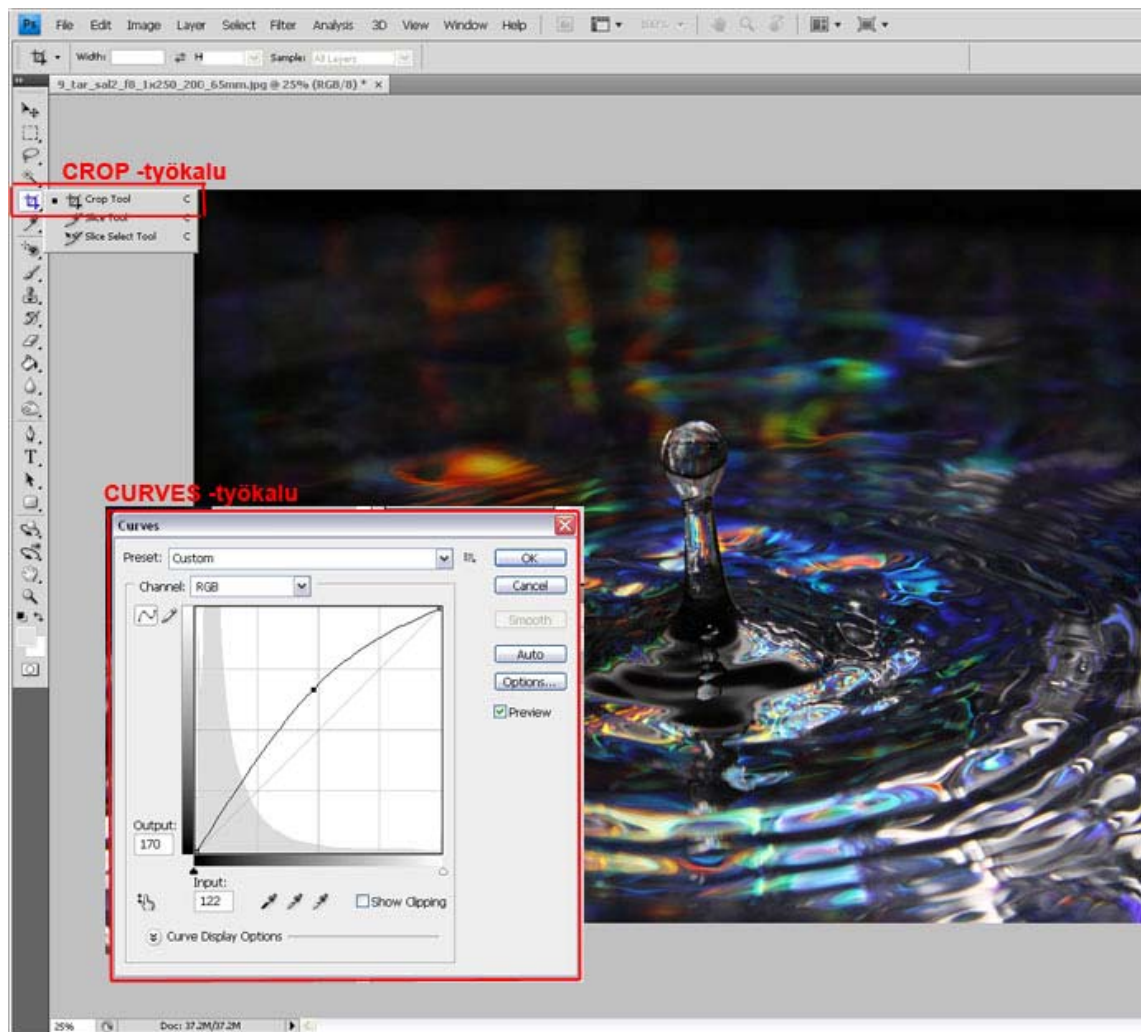 Ps File Edit Image Layer Select Filter Analysis 3D View Window Help Br 100%
Width: H Sample: All Layers
9_tar_sal2_f8_1x250_200_65mm.jpg @ 25% (RGB/8) * ×
CROP -työkalu
Crop Tool C
Slice Tool C
Slice Select Tool C
T
CURVES -työkalu
Curves
Preset: Custom OK
Channel: RGB Cancel
Smooth
Auto
Options...
Preview
Output:
170
Input:
122 Show Clipping
Curve Display Options
25% Doc: 37.2M/37.2M